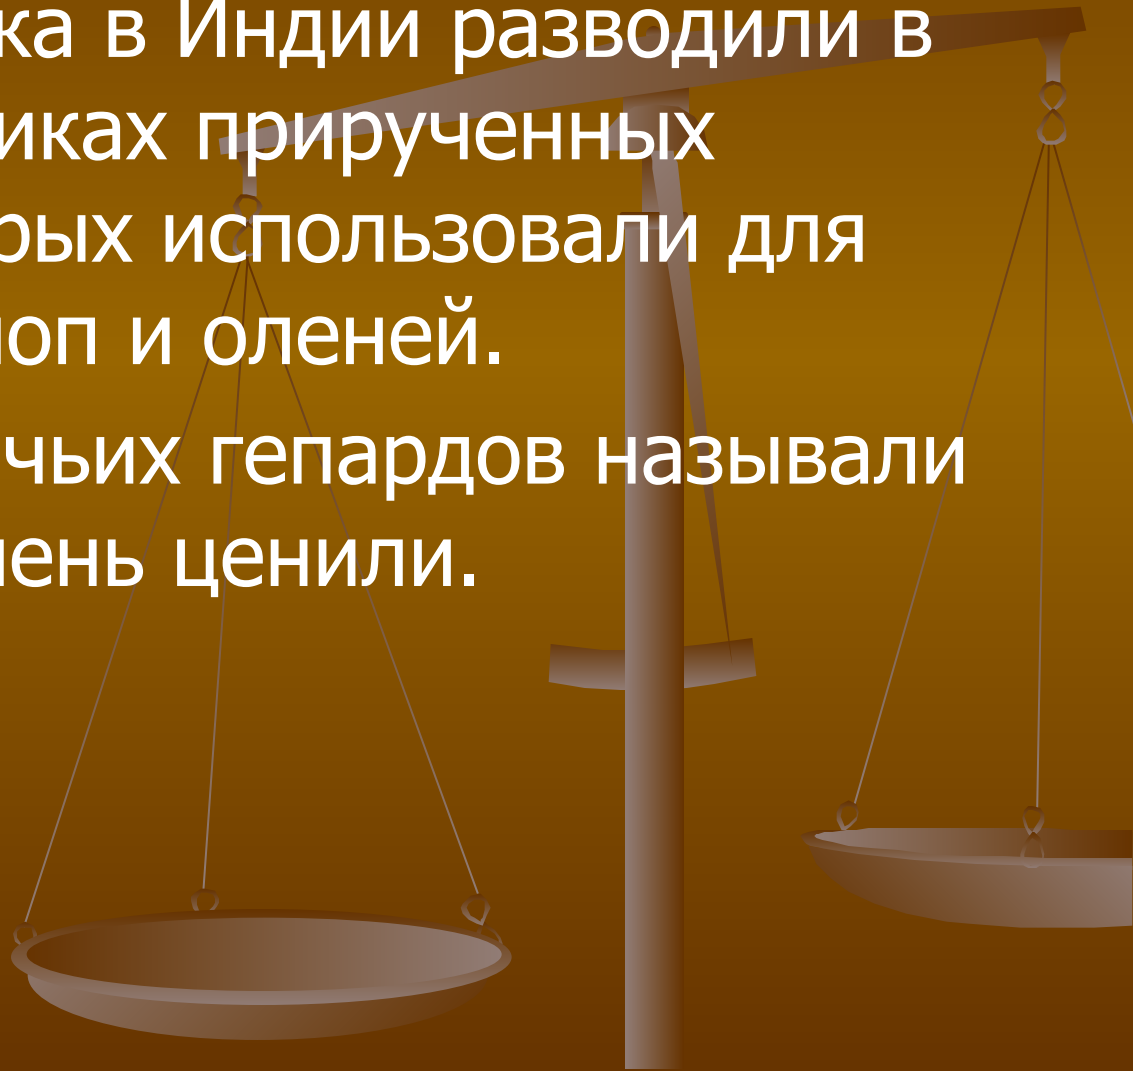 ка в Индии разводили в
иках прирученных
рых использовали для
оп и оленей.
чьих гепардов называли
ень ценили.